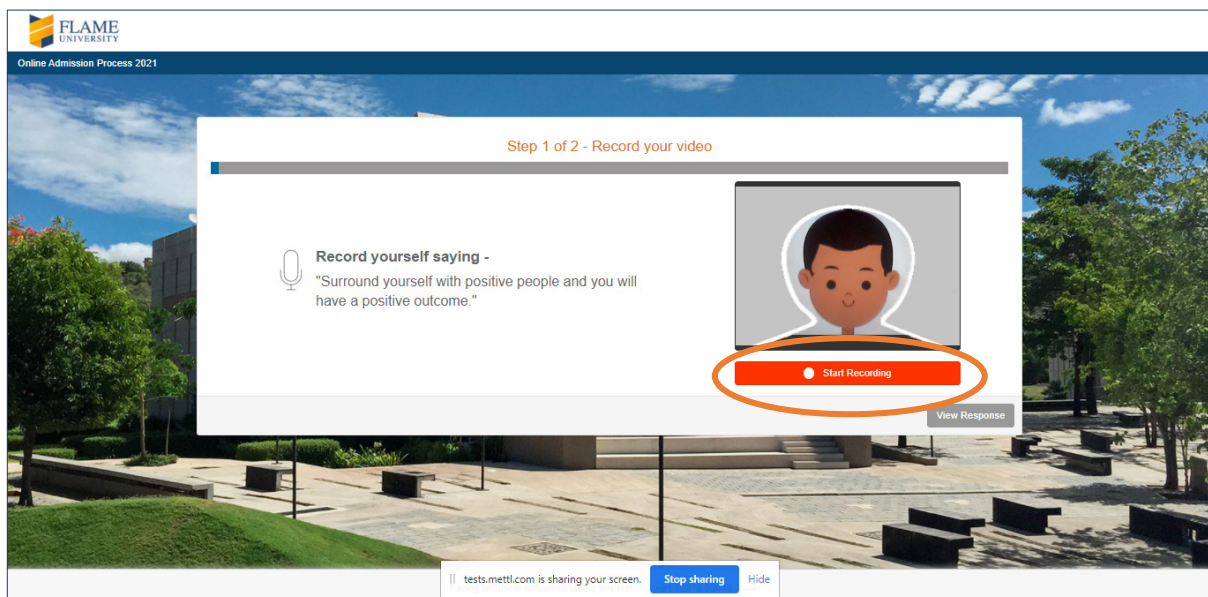 FLAME
UNIVERSITY
Online Admission Process 2021
Step 1 of 2 - Record your video
Record yourself saying -
"Surround yourself with positive people and you will
have a positive outcome."
Start Recording
View Response
tests.mettl.com is sharing your screen.
Stop sharing
Hide